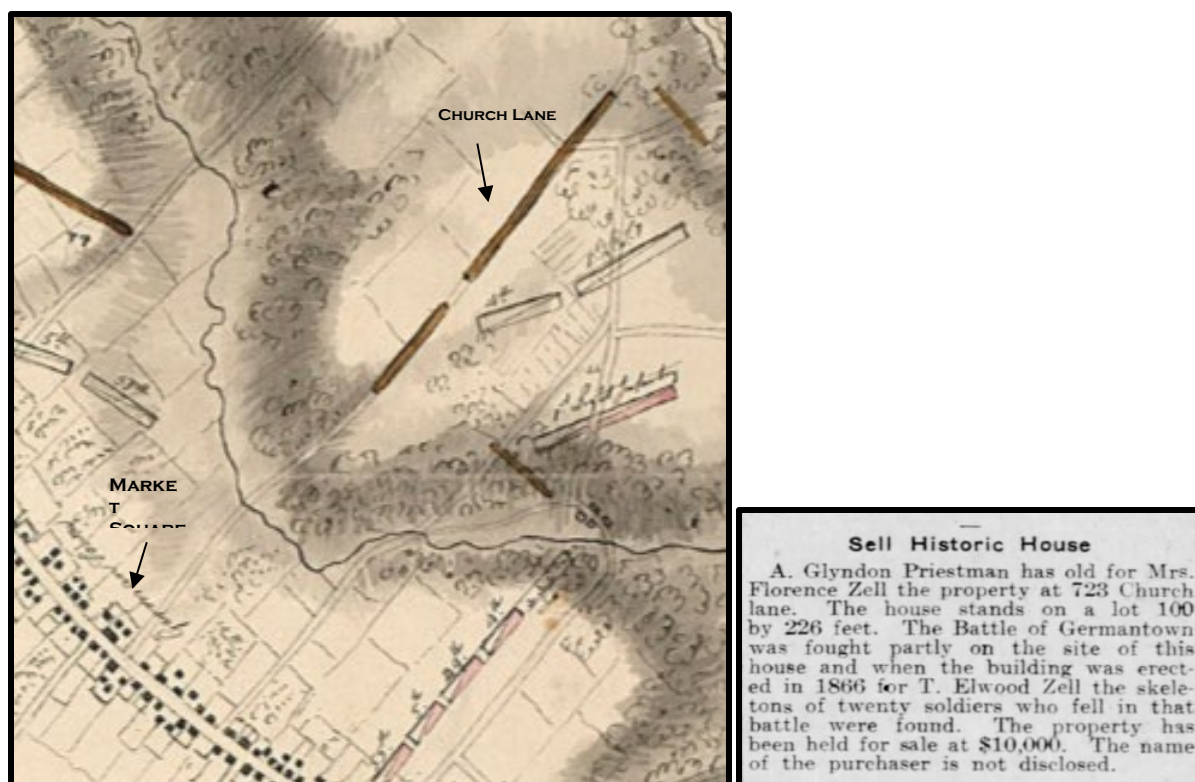 CHURCH LANE
4th
5th
37th
MARKE
T
SQUARE
Sell Historic House
A. Glyndon Priestman has old for Mrs.
Florence Zell the property at 723 Church
lane. The house stands on a lot 100
by 226 feet. The Battle of Germantown
was fought partly on the site of this
house and when the building was erect-
ed in 1866 for T. Elwood Zell the skele-
tons of twenty soldiers who fell in that
battle were found. The property has
been held for sale at $10,000. The name
of the purchaser is not disclosed.